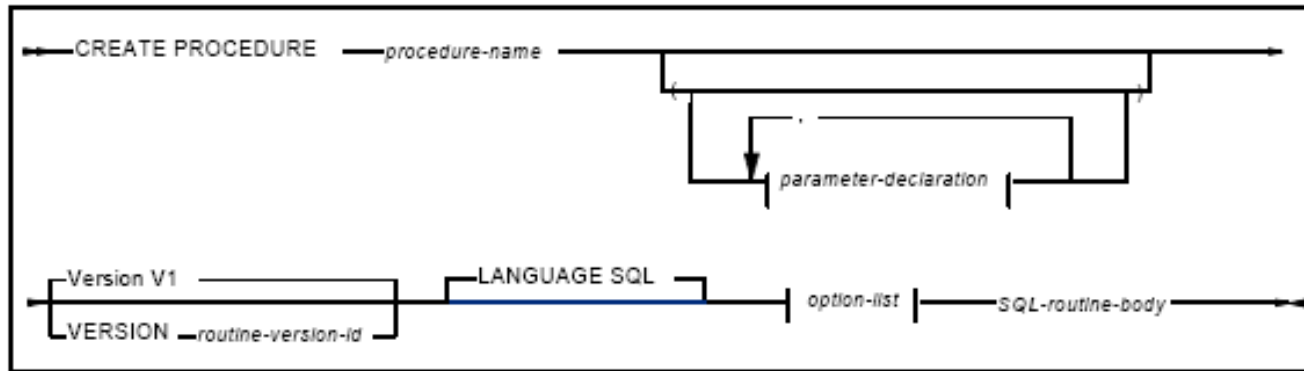 CREATE PROCEDURE procedure-name
( )
,
parameter-declaration
Version V1
LANGUAGE SQL
option-list SQL-routine-body
VERSION routine-version-id